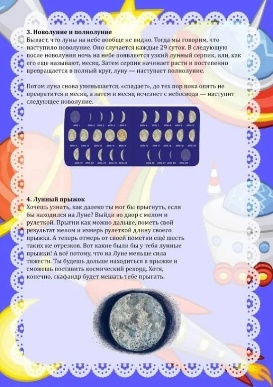 3. Новолуние и полнолуние
Бывает, что луны на небе вообще не видно. Тогда мы говорим, что
наступило новолуние. Оно случается каждые 29 суток. В следующую
после новолуния ночь на небе появляется узкий лунный серпик, или, как
его еще называют, месяц. Затем серпик начинает расти и постепенно
превращается в полный круг, луну — наступает полнолуние.
Потом луна снова уменьшается, «спадает», до тех пор пока опять не
превратится в месяц, а затем и месяц исчезнет с небосвода — наступит
следующее новолуние.
4. Лунный прыжок
Хочешь узнать, как далеко ты мог бы прыгнуть, если
бы находился на Луне? Выйди во двор с мелом и
рулеткой. Прыгни как можно дальше, пометь свой
результат мелом и измерь рулеткой длину своего
прыжка. А теперь отмерь от своей пометки ещё шесть
таких же отрезков. Вот какие были бы у тебя лунные
прыжки! А всё потому, что на Луне меньше сила
тяжести. Ты будешь дольше находиться в прыжке и
сможешь поставить космический рекорд. Хотя,
конечно, скафандр будет мешать тебе прыгать.